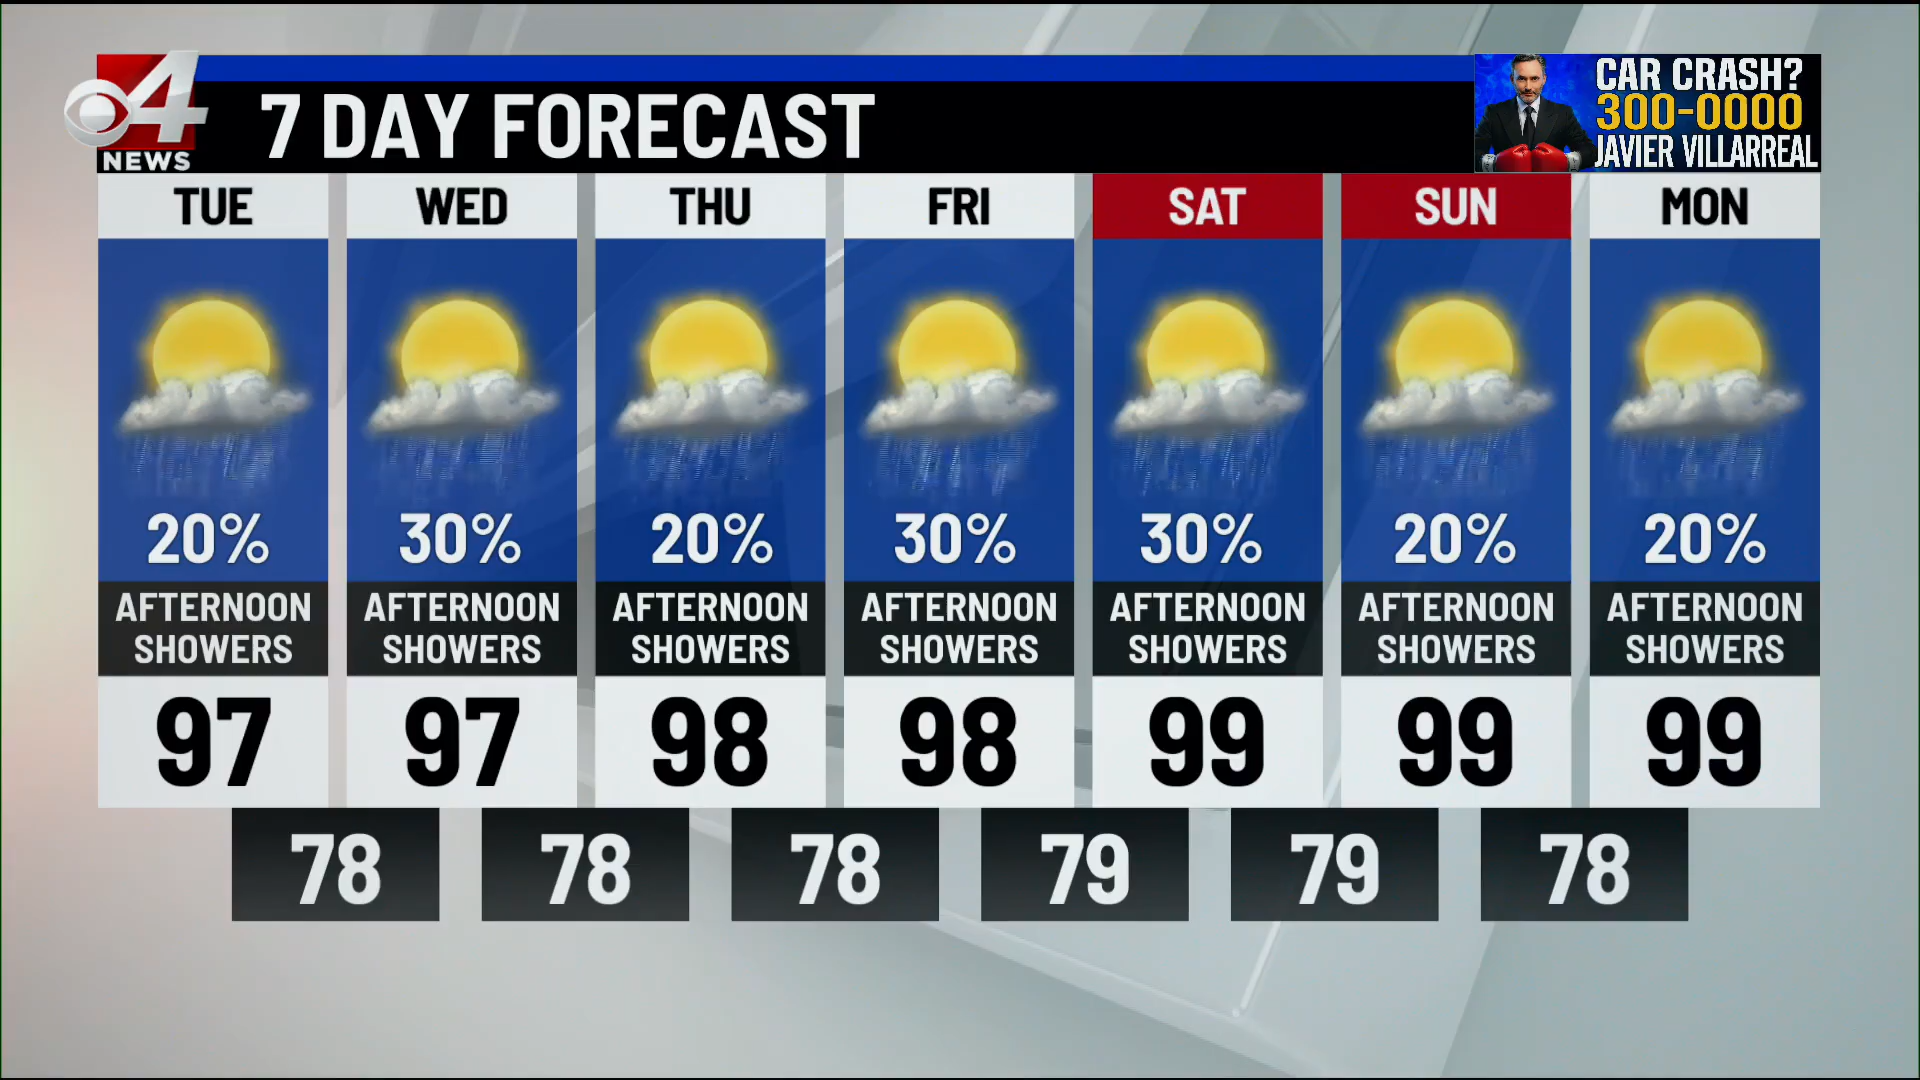 4
NEWS
7 DAY FORECAST
CAR CRASH?
300-0000
JAVIER VILLARREAL
TUE WED THU FRI SAT SUN MON
20% 30% 20% 30% 30% 20% 20%
AFTERNOON AFTERNOON AFTERNOON AFTERNOON AFTERNOON AFTERNOON AFTERNOON
SHOWERS SHOWERS SHOWERS SHOWERS SHOWERS SHOWERS SHOWERS
97 97 98 98 99 99 99
78 78 78 79 79 78